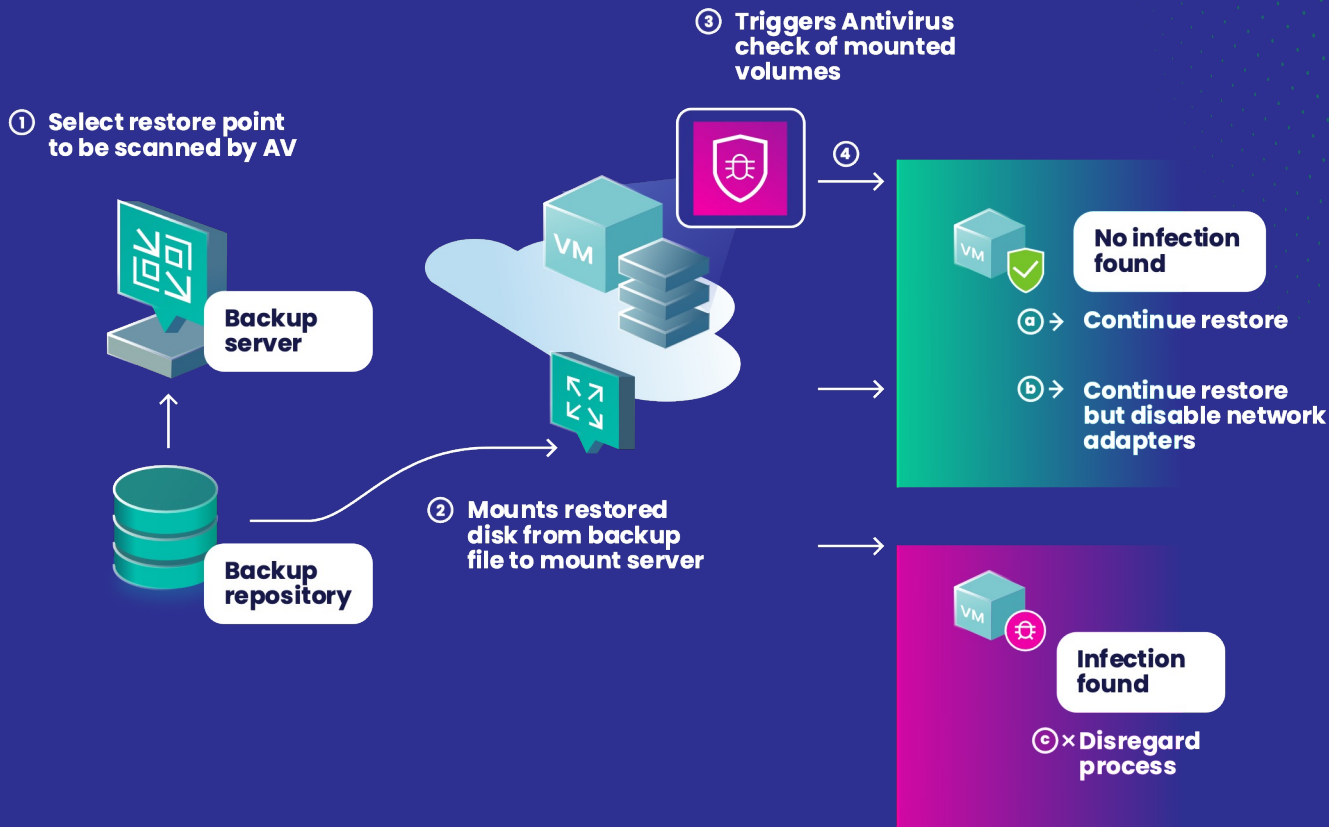 ① Select restore point
to be scanned by AV
Backup
server
Backup
repository
② Mounts restored
disk from backup
file to mount server
VM
③ Triggers Antivirus
check of mounted
volumes
④
VM
No infection
found
ⓐ → Continue restore
ⓑ → Continue restore
but disable network
adapters
VM
Infection
found
ⓒ × Disregard
process